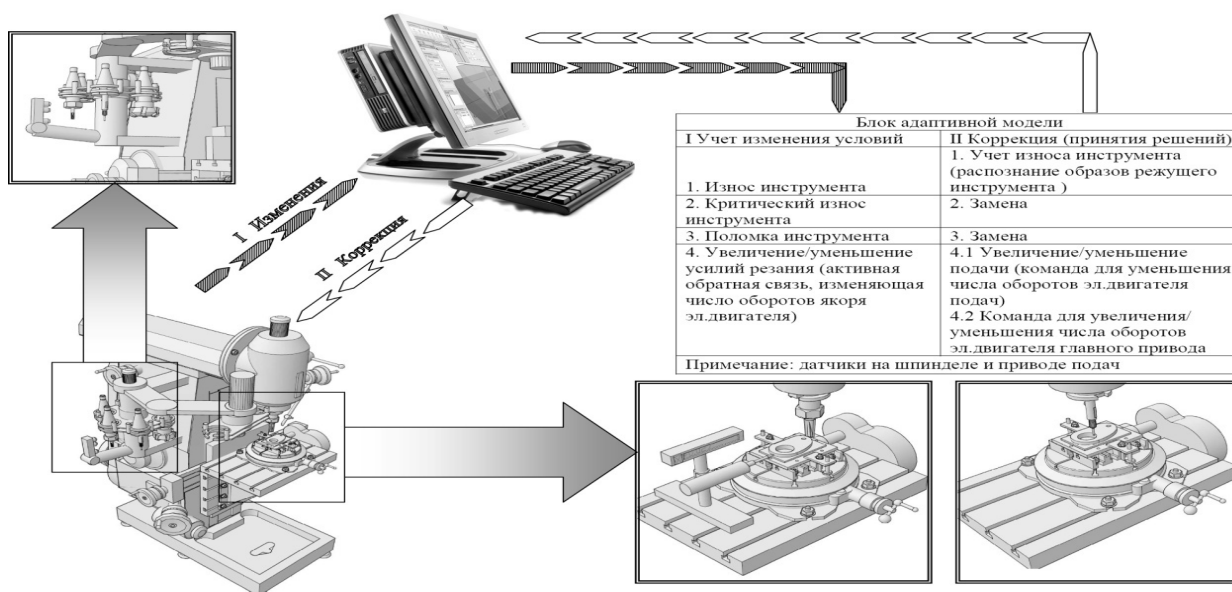 Блок адаптивной модели
I Учет изменения условий
II Коррекция (принятия решений)
1. Износ инструмента
1. Учет износа инструмента
(распознание образов режущего
инструмента )
2. Критический износ
инструмента
2. Замена
3. Поломка инструмента
3. Замена
4. Увеличение/уменьшение
усилий резания (активная
обратная связь, изменяющая
число оборотов якоря
эл.двигателя)
4.1 Увеличение/уменьшение
подачи (команда для уменьшения
числа оборотов эл.двигателя
подач)
4.2 Команда для увеличения/
уменьшения числа оборотов
эл.двигателя главного привода
Примечание: датчики на шпинделе и приводе подач
I Изменения
II Коррекция